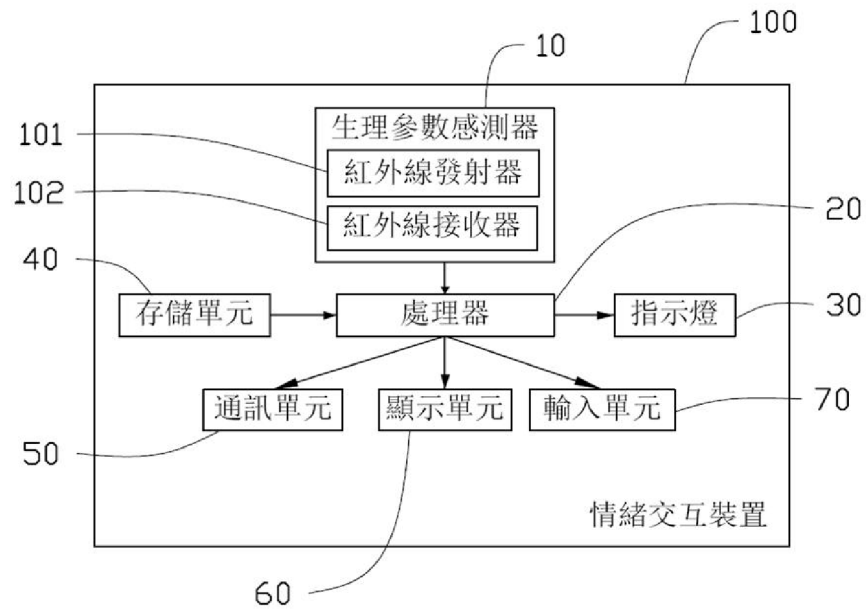 100
10
生理參數感測器
101
紅外線發射器
102
紅外線接收器
20
40
存儲單元
處理器
指示燈
30
通訊單元
顯示單元
輸入單元
70
50
情緒交互裝置
60